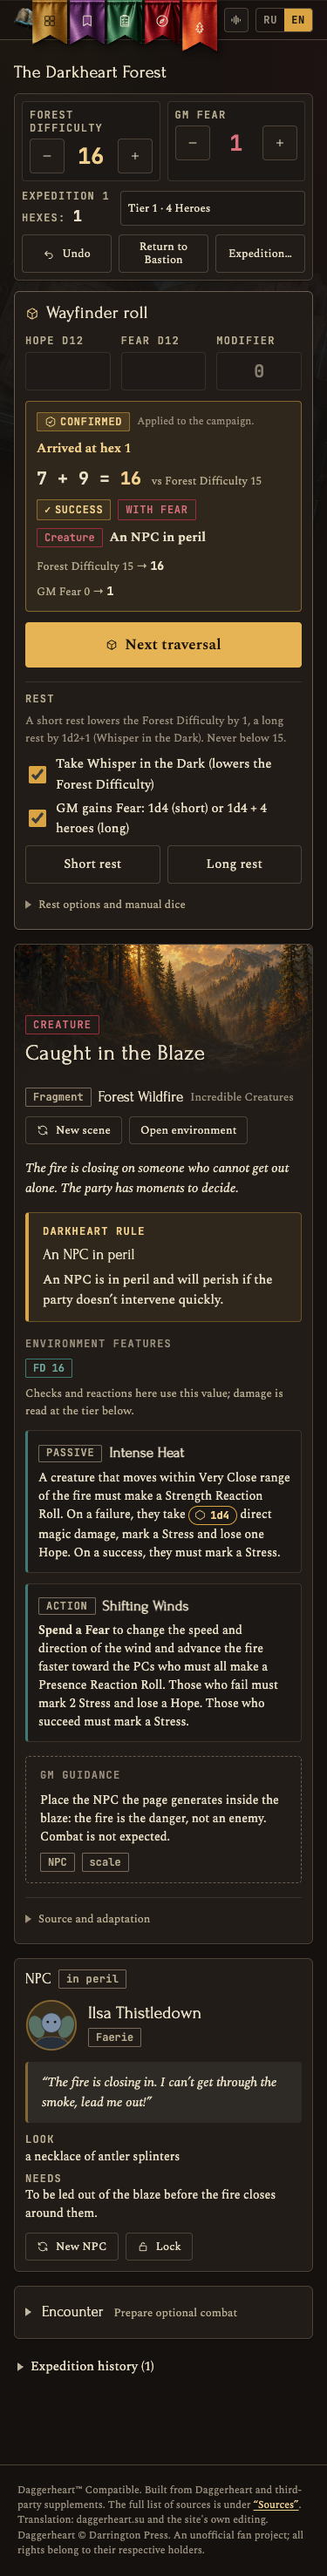 RU EN
The Darkheart Forest
FOREST
DIFFICULTY
− 16 +
GM FEAR
− 1 +
EXPEDITION 1
HEXES: 1
Tier 1 · 4 Heroes
Undo
Return to
Bastion
Expedition…
Wayfinder roll
HOPE D12 FEAR D12 MODIFIER
0
CONFIRMED Applied to the campaign.
Arrived at hex 1
7 + 9 = 16 vs Forest Difficulty 15
✓ SUCCESS WITH FEAR
Creature An NPC in peril
Forest Difficulty 15 → 16
GM Fear 0 → 1
Next traversal
REST
A short rest lowers the Forest Difficulty by 1, a long
rest by 1d2+1 (Whisper in the Dark). Never below 15.
Take Whisper in the Dark (lowers the
Forest Difficulty)
GM gains Fear: 1d4 (short) or 1d4 + 4
heroes (long)
Short rest Long rest
Rest options and manual dice
CREATURE
Caught in the Blaze
Fragment Forest Wildfire Incredible Creatures
New scene Open environment
The fire is closing on someone who cannot get out
alone. The party has moments to decide.
DARKHEART RULE
An NPC in peril
An NPC is in peril and will perish if the
party doesn’t intervene quickly.
ENVIRONMENT FEATURES
FD 16
Checks and reactions here use this value; damage is
read at the tier below.
PASSIVE Intense Heat
A creature that moves within Very Close range
of the fire must make a Strength Reaction
Roll. On a failure, they take 1d4 direct
magic damage, mark a Stress and lose one
Hope. On a success, they must mark a Stress.
ACTION Shifting Winds
Spend a Fear to change the speed and
direction of the wind and advance the fire
faster toward the PCs who must all make a
Presence Reaction Roll. Those who fail must
mark 2 Stress and lose a Hope. Those who
succeed must mark a Stress.
GM GUIDANCE
Place the NPC the page generates inside the
blaze: the fire is the danger, not an enemy.
Combat is not expected.
NPC scale
Source and adaptation
NPC in peril
Ilsa Thistledown
Faerie
“The fire is closing in. I can’t get through the
smoke, lead me out!”
LOOK
a necklace of antler splinters
NEEDS
To be led out of the blaze before the fire closes
around them.
New NPC Lock
Encounter Prepare optional combat
Expedition history (1)
Daggerheart™ Compatible. Built from Daggerheart and third-
party supplements. The full list of sources is under “Sources”.
Translation: daggerheart.su and the site’s own editing.
Daggerheart © Darrington Press. An unofficial fan project; all
rights belong to their respective holders.